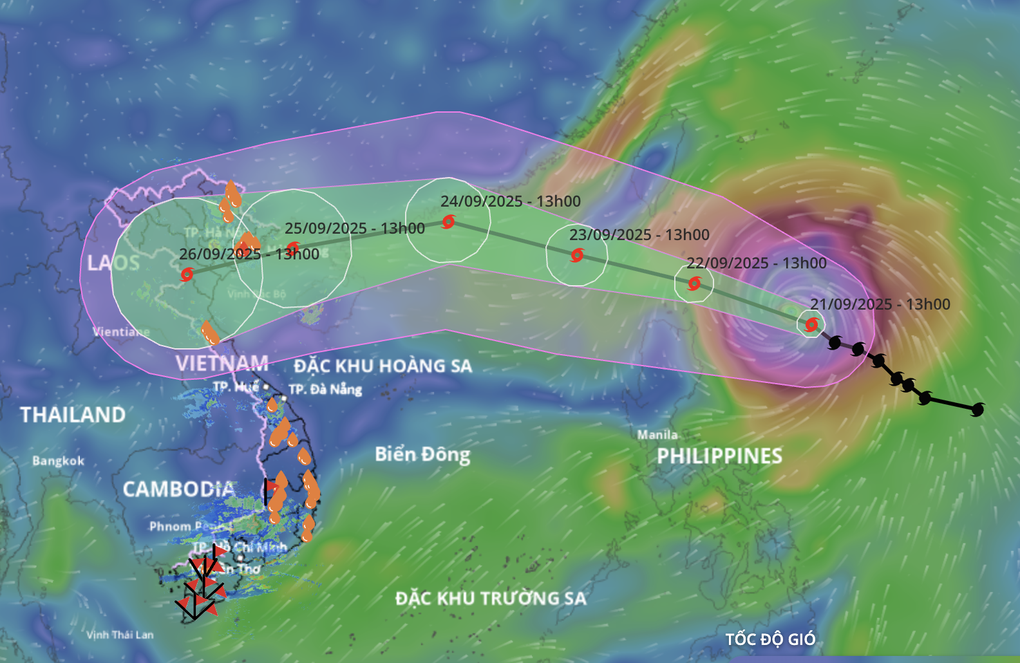 24/09/2025 - 13h00
25/09/2025 - 13h00
TP. Hà Nội
23/09/2025 - 13h00
26/09/2025 - 13h00
LAOS
22/09/2025 - 13h00
Vịnh Bắc Bộ
21/09/2025 - 13h00
Vientiane
VIETNAM
ĐẶC KHU HOÀNG SA
TP. Huế
TP. Đà Nẵng
THAILAND
Manila
Biển Đông
PHILIPPINES
Bangkok
CAMBODIA
Phnom P
TP. Hồ Chí Minh
ần Thơ
ĐẶC KHU TRƯỜNG SA
Vịnh Thái Lan
TỐC ĐỘ GIÓ